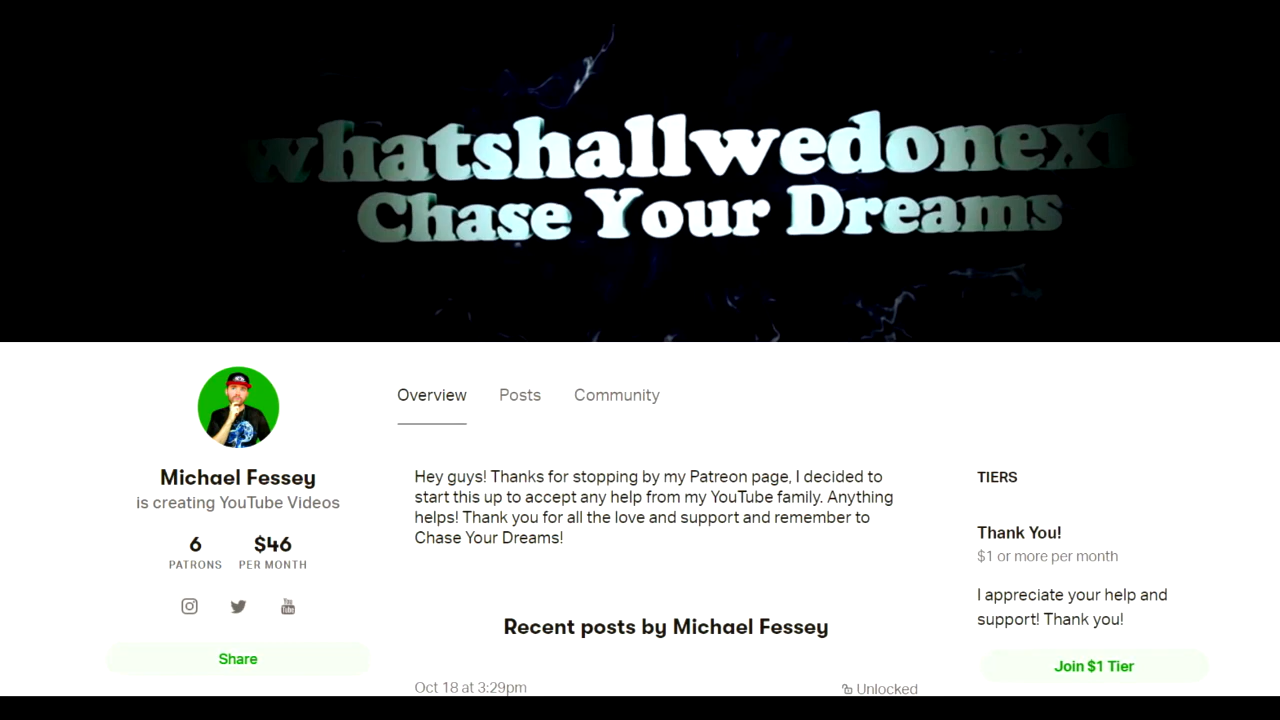 whatshallwedonext
Chase Your Dreams
Overview
Posts
Community
Michael Fessey
is creating YouTube Videos
6
PATRONS
$46
PER MONTH
You
Tube
Share
Hey guys! Thanks for stopping by my Patreon page, I decided to
start this up to accept any help from my YouTube family. Anything
helps! Thank you for all the love and support and remember to
Chase Your Dreams!
Recent posts by Michael Fessey
Oct 18 at 3:29pm
Unlocked
TIERS
Thank You!
$1 or more per month
I appreciate your help and
support! Thank you!
Join $1 Tier